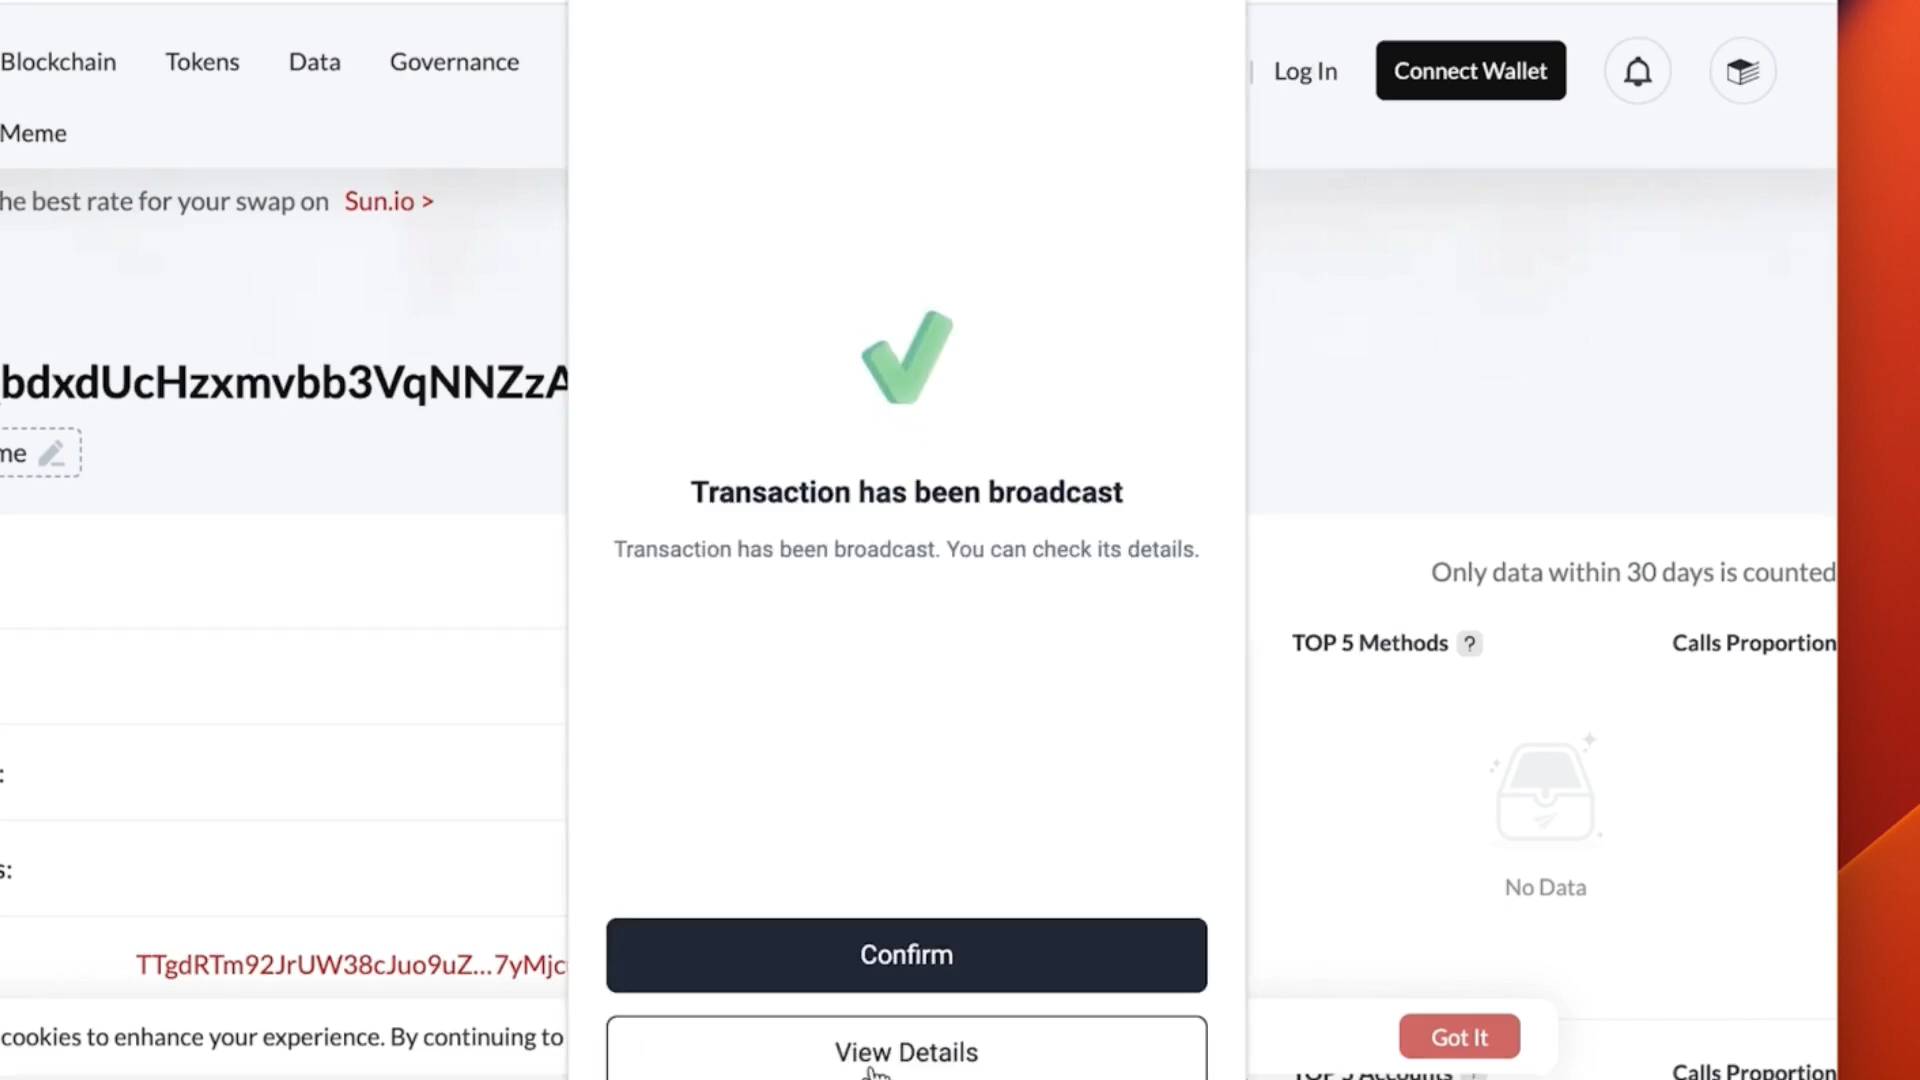 Blockchain Tokens Data Governance
Log In Connect Wallet
Meme
he best rate for your swap on Sun.io >
bdxdUcHzxmvbb3VqNNZzA
me
Transaction has been broadcast
Transaction has been broadcast. You can check its details.
Only data within 30 days is counted
TOP 5 Methods ? Calls Proportion
:
No Data
s:
Confirm
TTgdRTm92JrUW38cJuo9uZ...7yMjc
cookies to enhance your experience. By continuing to
Got It
View Details
TOP 5 Accounts ? Calls Proportion